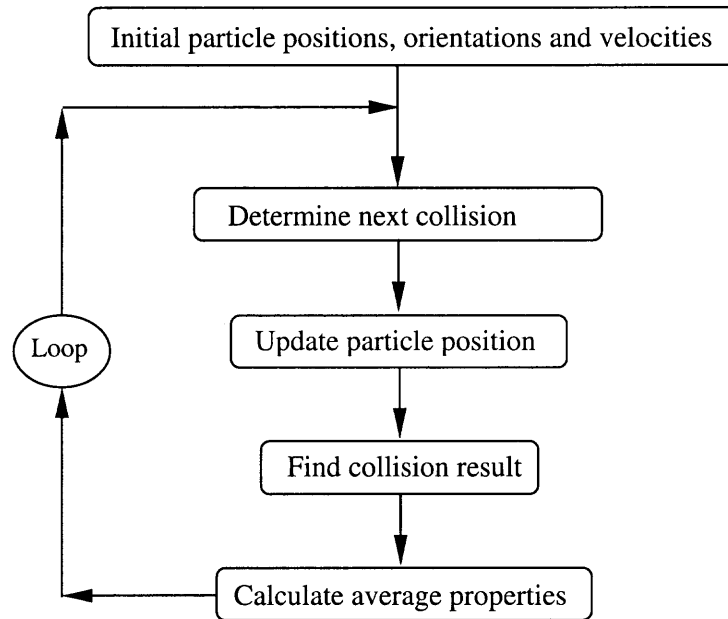 Initial particle positions, orientations and velocities
Determine next collision
Update particle position
Loop
Find collision result
Calculate average properties